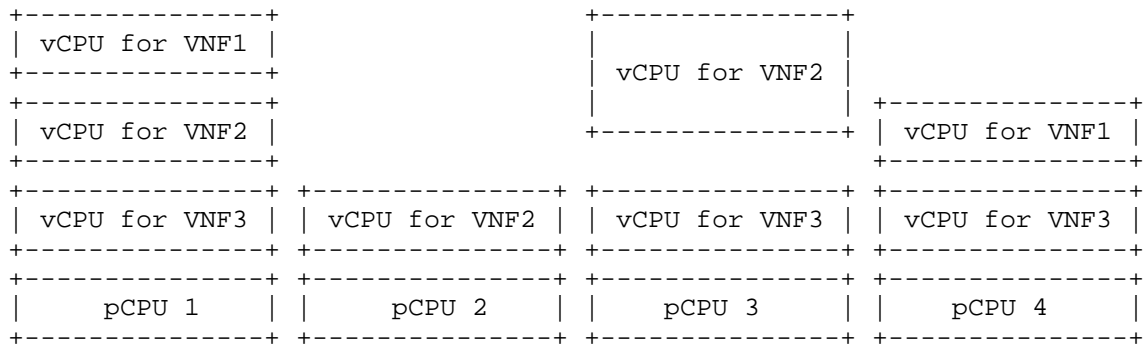 vCPU for VNF1
vCPU for VNF2
vCPU for VNF2 vCPU for VNF1
vCPU for VNF3 vCPU for VNF2 vCPU for VNF3 vCPU for VNF3
pCPU 1 pCPU 2 pCPU 3 pCPU 4